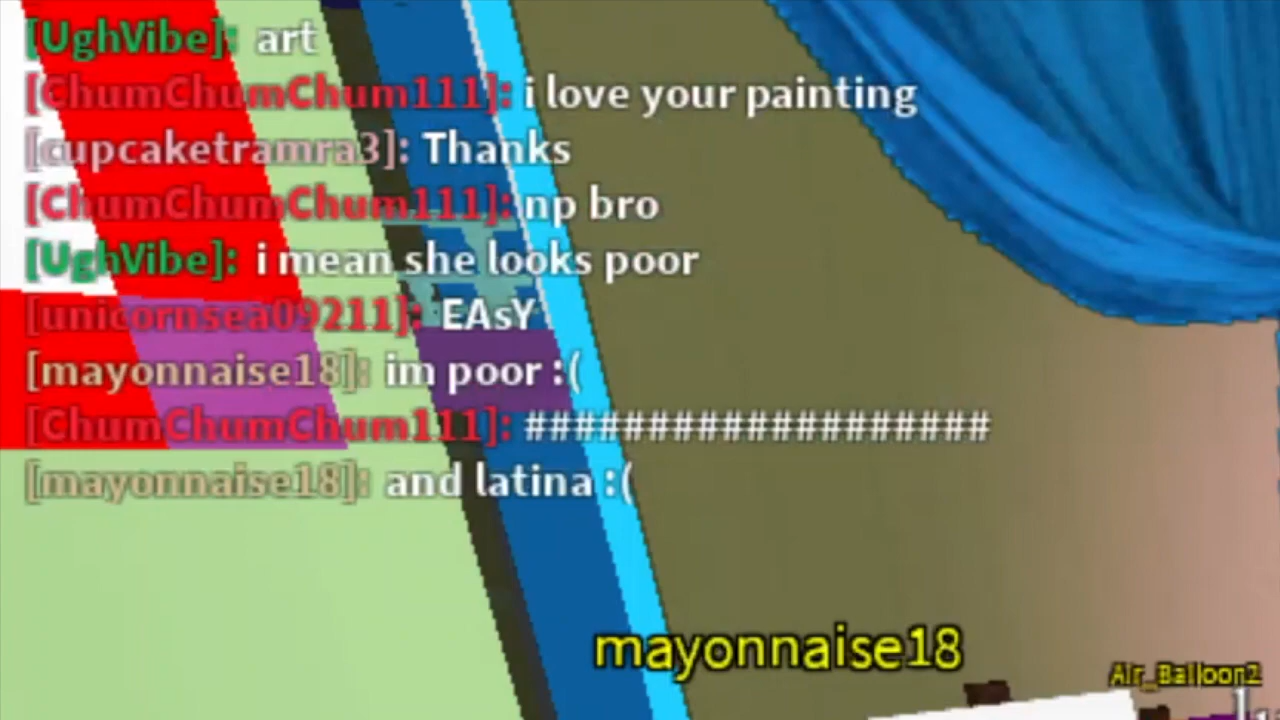 [UghVibe]: art
[ChumChumChum111]: i love your painting
[cupcaketramra3]: Thanks
[ChumChumChum111]: np bro
[UghVibe]: i mean she looks poor
[unicornsea09211]: EAsY
[mayonnaise18]: im poor :(
[ChumChumChum111]: ###################
[mayonnaise18]: and latina :(
mayonnaise18
Air_Balloon2